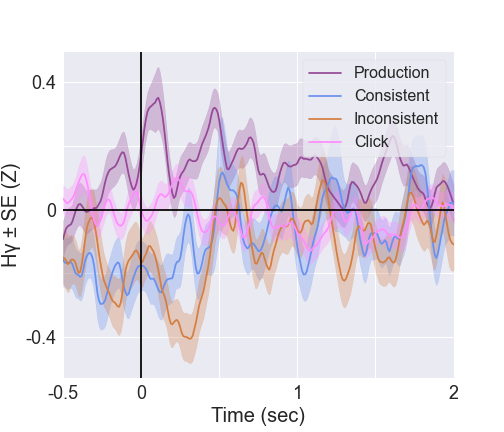 Production
Consistent
Inconsistent
Click
Hγ ± SE (Z)
0.4
0
-0.4
-0.5
0
1
2
Time (sec)